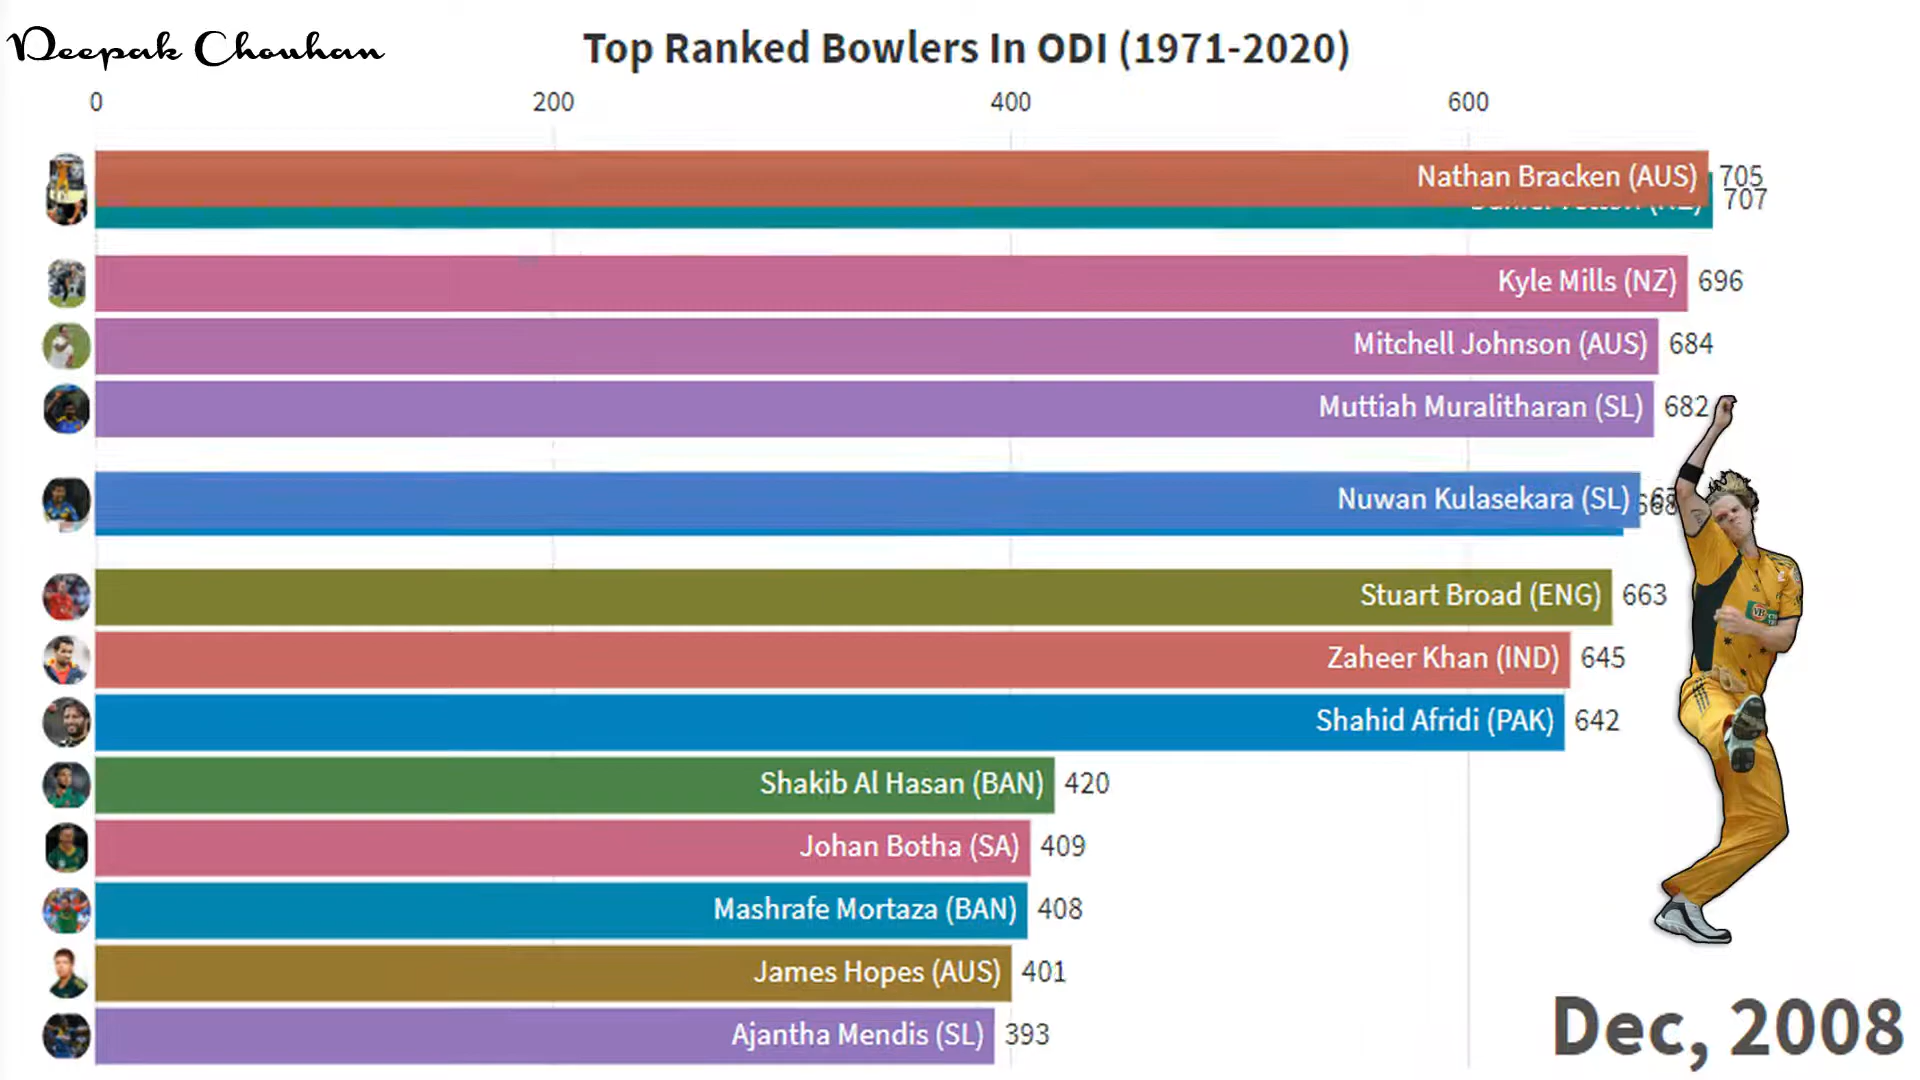 Deepak Chouhan
Top Ranked Bowlers In ODI (1971-2020)
0 200 400 600
Nathan Bracken (AUS) 705
707
Kyle Mills (NZ) 696
Mitchell Johnson (AUS) 684
Muttiah Muralitharan (SL) 682
Nuwan Kulasekara (SL)
668
Stuart Broad (ENG) 663
Zaheer Khan (IND) 645
Shahid Afridi (PAK) 642
Shakib Al Hasan (BAN) 420
Johan Botha (SA) 409
Mashrafe Mortaza (BAN) 408
James Hopes (AUS) 401
Ajantha Mendis (SL) 393
Dec, 2008